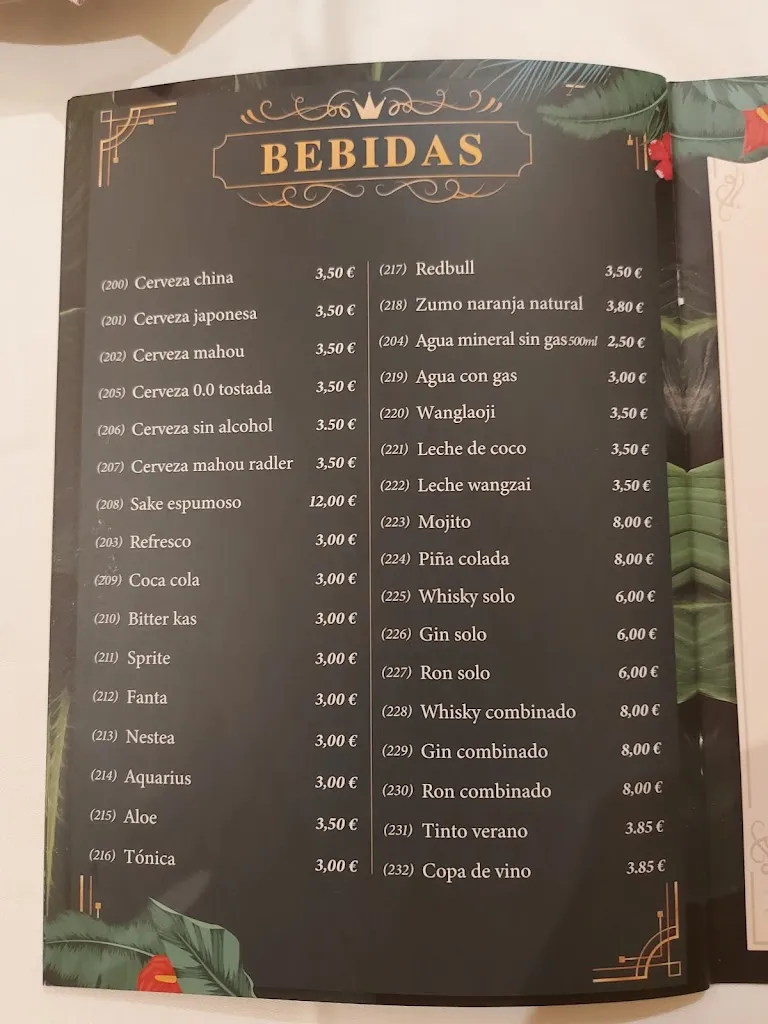 BEBIDAS
(200) Cerveza china 3,50 €
(201) Cerveza japonesa 3,50 €
(202) Cerveza mahou 3,50 €
(205) Cerveza 0.0 tostada 3,50 €
(206) Cerveza sin alcohol 3.50 €
(207) Cerveza mahou radler 3,50 €
(208) Sake espumoso 12,00 €
(203) Refresco 3,00 €
(209) Coca cola 3,00 €
(210) Bitter kas 3,00 €
(211) Sprite 3,00 €
(212) Fanta 3,00 €
(213) Nestea 3,00 €
(214) Aquarius 3,00 €
(215) Aloe 3,50 €
(216) Tónica 3,00 €
(217) Redbull 3,50 €
(218) Zumo naranja natural 3,80 €
(204) Agua mineral sin gas 500ml 2,50 €
(219) Agua con gas 3,00 €
(220) Wanglaoji 3,50 €
(221) Leche de coco 3,50 €
(222) Leche wangzai 3,50 €
(223) Mojito 8,00 €
(224) Piña colada 8,00 €
(225) Whisky solo 6,00 €
(226) Gin solo 6,00 €
(227) Ron solo 6,00 €
(228) Whisky combinado 8,00 €
(229) Gin combinado 8,00 €
(230) Ron combinado 8,00 €
(231) Tinto verano 3.85 €
(232) Copa de vino 3.85 €